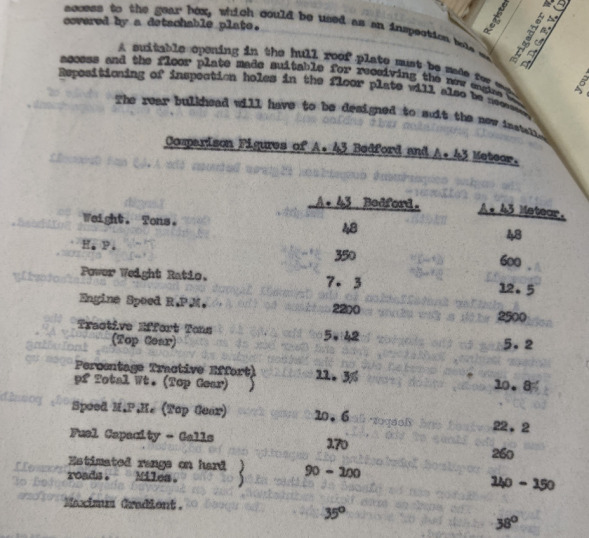 access to the gear box, which could be used as an inspection hole
covered by a detachable plate.
A suitable opening in the hull roof plate must be made for
access and the floor plate made suitable for receiving the new engine
Repositioning of inspection holes in the floor plate will also be necessary
The rear bulkhead will have to be designed to suit the new
Comparison Figures of A. 43 Bedford and A. 43 Meteor.
A. 43 Bedford. A. 43 Meteor.
Weight. Tons. 48 48
H. P. 350 600
Power Weight Ratio. 7. 3 12. 5
Engine Speed R.P.M. 2200 2500
Tractive Effort Tons 5. 42 5. 2
(Top Gear)
Percentage Tractive Effort) 11. 3% 10. 8%
of Total Wt. (Top Gear) )
Speed M.P.H. (Top Gear) 10. 6 22. 2
Fuel Capacity - Galls 170 260
Estimated range on hard ) 90 - 100 140 - 150
roads. Miles. )
Maximum Gradient. 35° 38°
Register
Brigadier W
D.D.G.F.V. (D
you